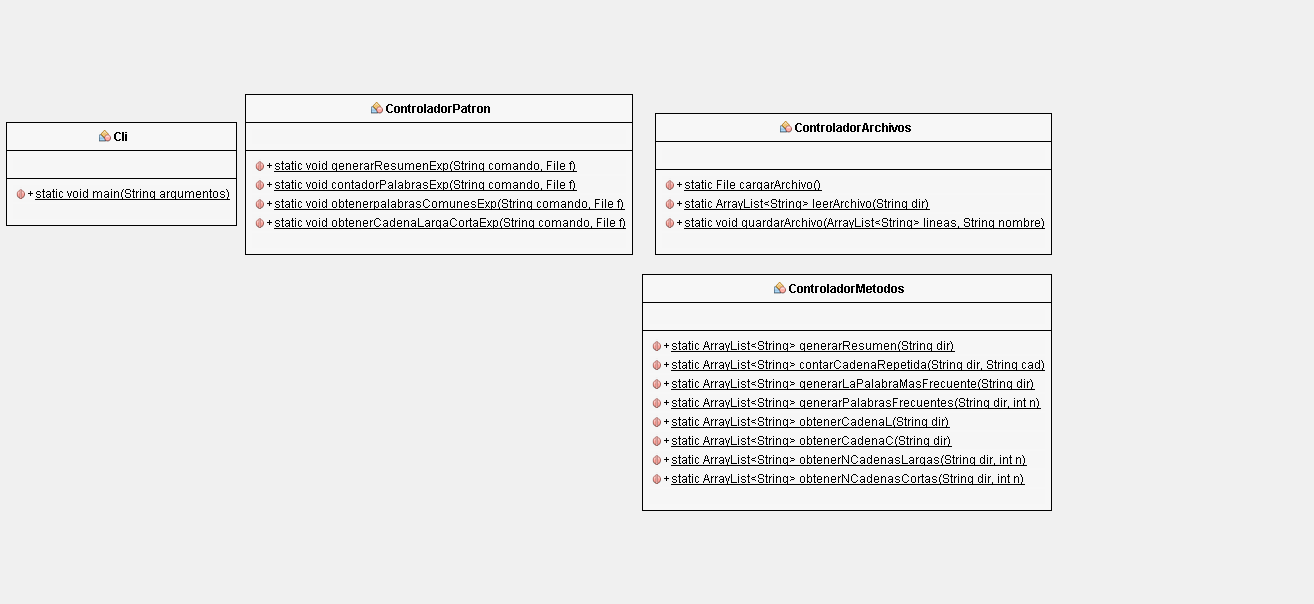 Cli
+ static void main(String argumentos)
ControladorPatron
+ static void generarResumenExp(String comando, File f)
+ static void contadorPalabrasExp(String comando, File f)
+ static void obtenerpalabrasComunesExp(String comando, File f)
+ static void obtenerCadenaLargaCortaExp(String comando, File f)
ControladorArchivos
+ static File cargarArchivo()
+ static ArrayList<String> leerArchivo(String dir)
+ static void guardarArchivo(ArrayList<String> lineas, String nombre)
ControladorMetodos
+ static ArrayList<String> generarResumen(String dir)
+ static ArrayList<String> contarCadenaRepetida(String dir, String cad)
+ static ArrayList<String> generarLaPalabraMasFrecuente(String dir)
+ static ArrayList<String> generarPalabrasFrecuentes(String dir, int n)
+ static ArrayList<String> obtenerCadenaL(String dir)
+ static ArrayList<String> obtenerCadenaC(String dir)
+ static ArrayList<String> obtenerNCadenasLargas(String dir, int n)
+ static ArrayList<String> obtenerNCadenasCortas(String dir, int n)